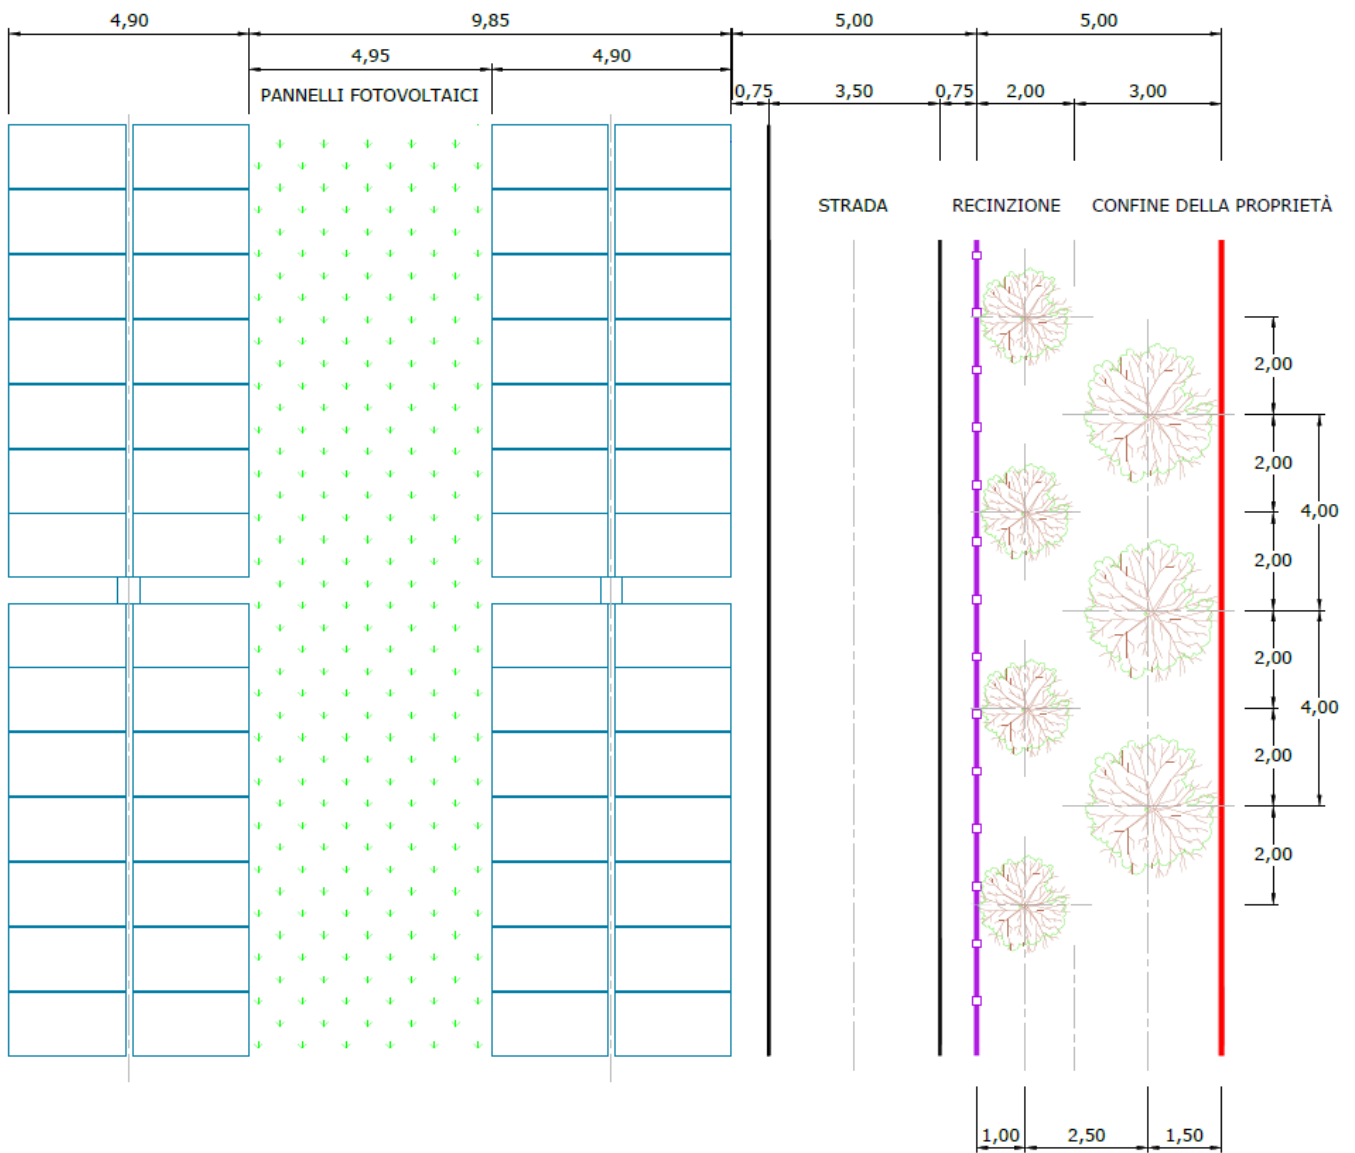 4,90 9,85 5,00 5,00
4,95 4,90
0,75 3,50 0,75 2,00 3,00
PANNELLI FOTOVOLTAICI
STRADA RECINZIONE CONFINE DELLA PROPRIETÀ
2,00
2,00
4,00
2,00
2,00
4,00
2,00
2,00
1,00 2,50 1,50